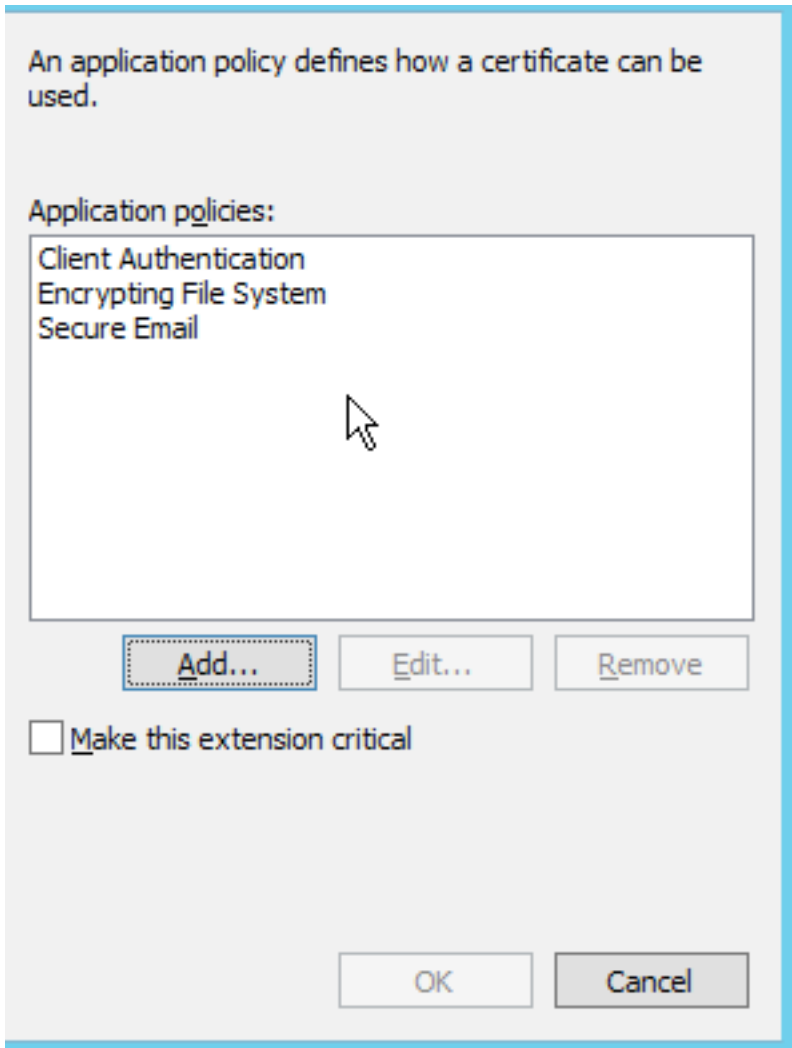 An application policy defines how a certificate can be
used.
Application policies:
Client Authentication
Encrypting File System
Secure Email
Add...
Edit...
Remove
Make this extension critical
OK
Cancel